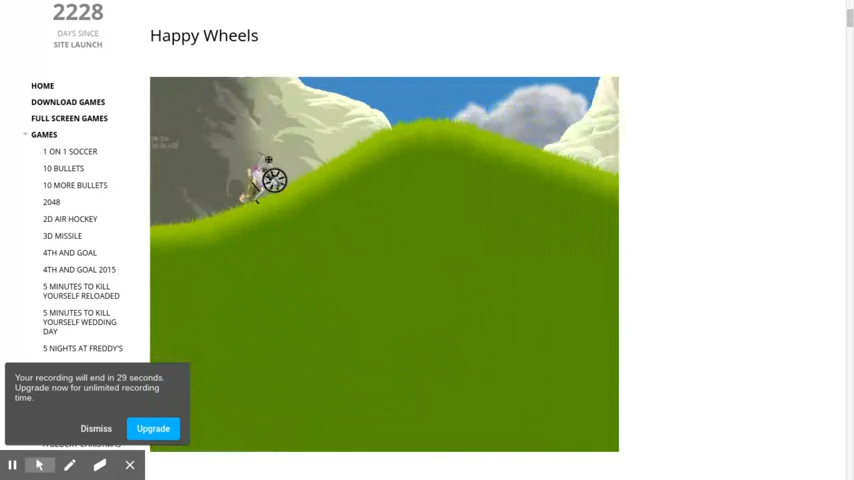 2228
DAYS SINCE
SITE LAUNCH
Happy Wheels
HOME
DOWNLOAD GAMES
FULL SCREEN GAMES
GAMES
1 ON 1 SOCCER
10 BULLETS
10 MORE BULLETS
2048
2D AIR HOCKEY
3D MISSILE
4TH AND GOAL
4TH AND GOAL 2015
5 MINUTES TO KILL
YOURSELF RELOADED
5 MINUTES TO KILL
YOURSELF WEDDING
DAY
5 NIGHTS AT FREDDY'S
Your recording will end in 29 seconds.
Upgrade now for unlimited recording
time.
Dismiss
Upgrade